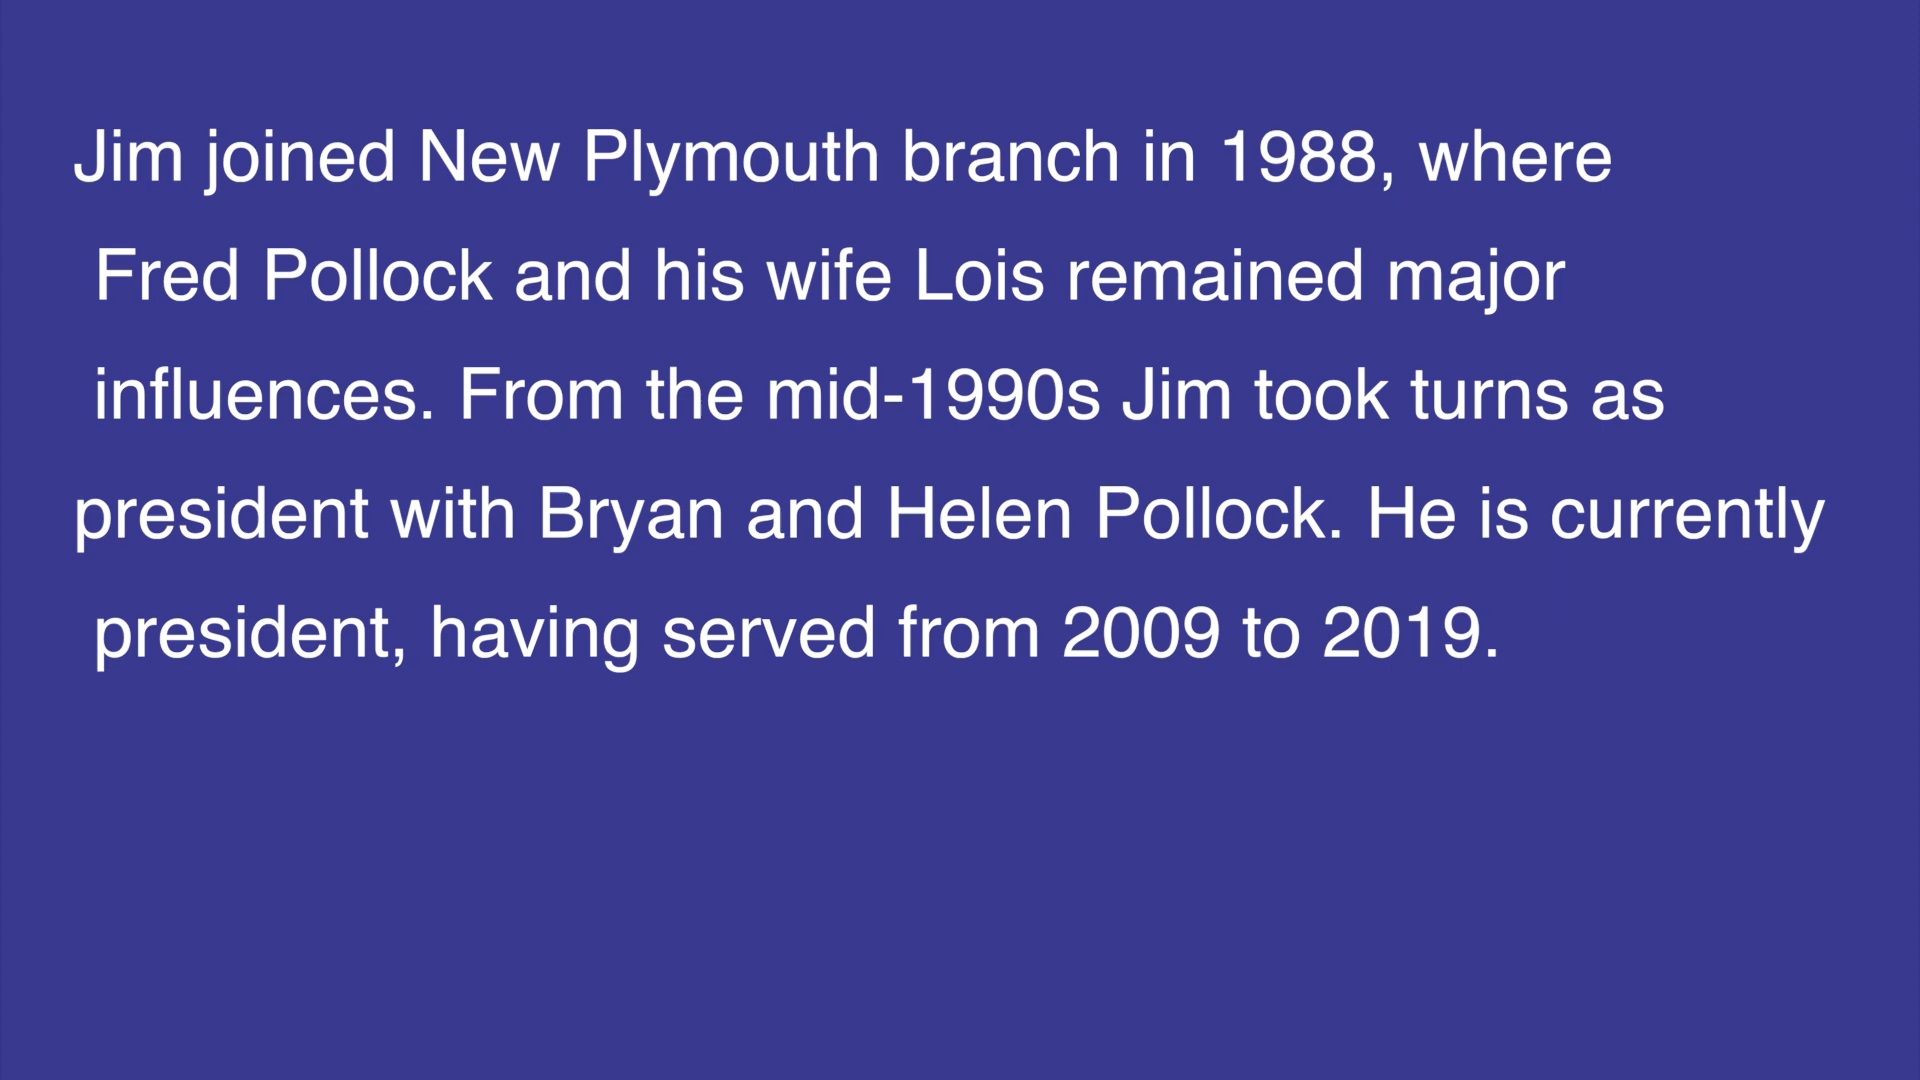 Jim joined New Plymouth branch in 1988, where
Fred Pollock and his wife Lois remained major
influences. From the mid-1990s Jim took turns as
president with Bryan and Helen Pollock. He is currently
president, having served from 2009 to 2019.